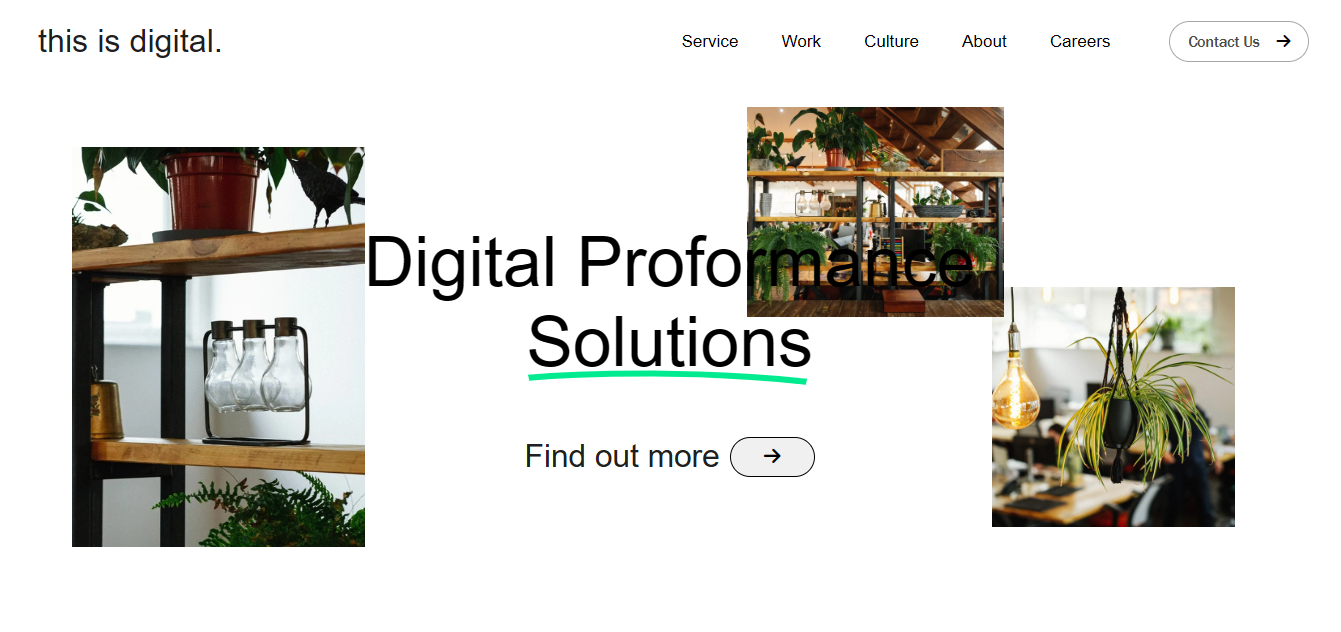 this is digital.
Service Work Culture About Careers Contact Us
Digital Proformance
Solutions
Find out more